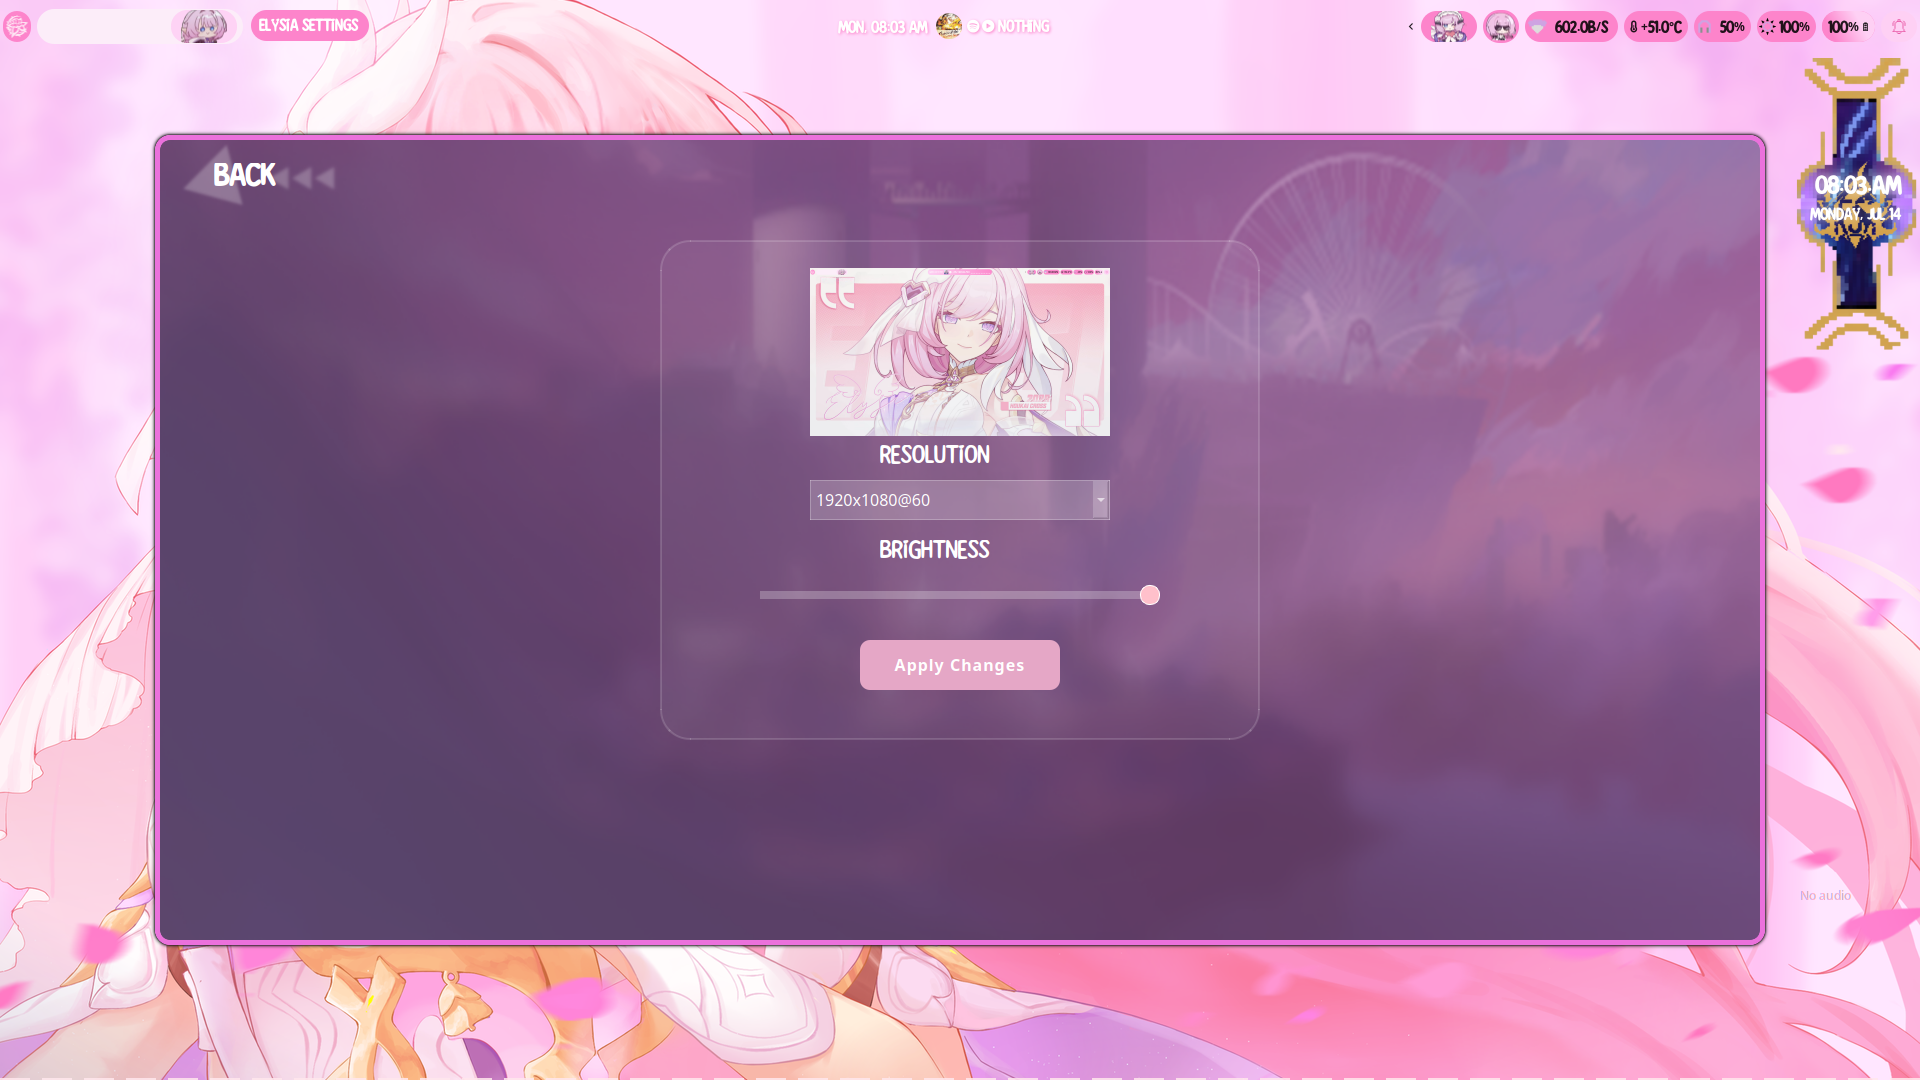 ELYSIA SETTINGS
MON. 08:03 AM
NOTHING
602.0B/S
+51.0°C
50%
100%
100%
BACK
08:03 AM
MONDAY, JUL 14
RESOLUTION
1920x1080@60
BRIGHTNESS
Apply Changes
No audio